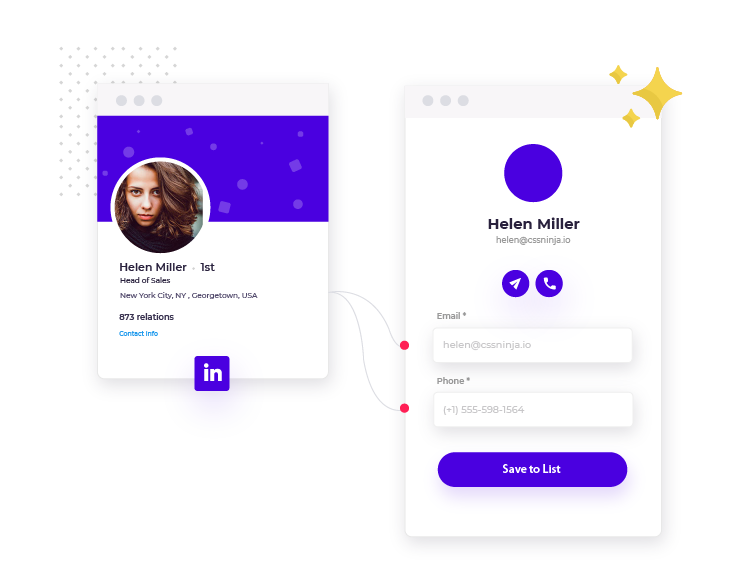 Helen Miller · 1st
Head of Sales
New York City, NY , Georgetown, USA
873 relations
Contact Info
in
Helen Miller
helen@cssninja.io
Email *
helen@cssninja.io
Phone *
(+1) 555-598-1564
Save to List